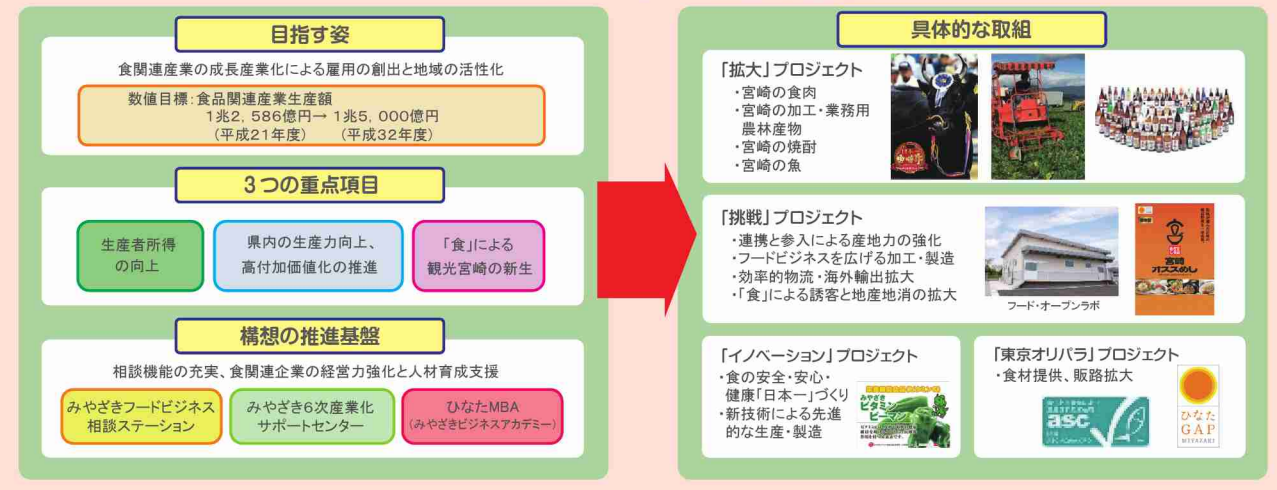 目指す姿
食関連産業の成長産業化による雇用の創出と地域の活性化
数値目標：食品関連産業生産額
1兆2，586億円→ 1兆5，000億円
（平成21年度）　（平成32年度）
3つの重点項目
生産者所得
の向上
県内の生産力向上、
高付加価値化の推進
「食」による
観光宮崎の新生
構想の推進基盤
相談機能の充実、食関連企業の経営力強化と人材育成支援
みやざきフードビジネス
相談ステーション
みやざき6次産業化
サポートセンター
ひなたMBA
（みやざきビジネスアカデミー）
具体的な取組
「拡大」プロジェクト
・宮崎の食肉
・宮崎の加工・業務用
農林産物
・宮崎の焼酎
・宮崎の魚
「挑戦」プロジェクト
・連携と参入による産地力の強化
・フードビジネスを広げる加工・製造
・効率的物流・海外輸出拡大
・「食」による誘客と地産地消の拡大
フード・オープンラボ
宮崎
オススめし
「イノベーション」プロジェクト
・食の安全・安心・
健康「日本一」づくり
・新技術による先進
的な生産・製造
みやざき
ビタミン
ピーマン
「東京オリパラ」プロジェクト
・食材提供、販路拡大
asc
ひなた
GAP
MIYAZAKI